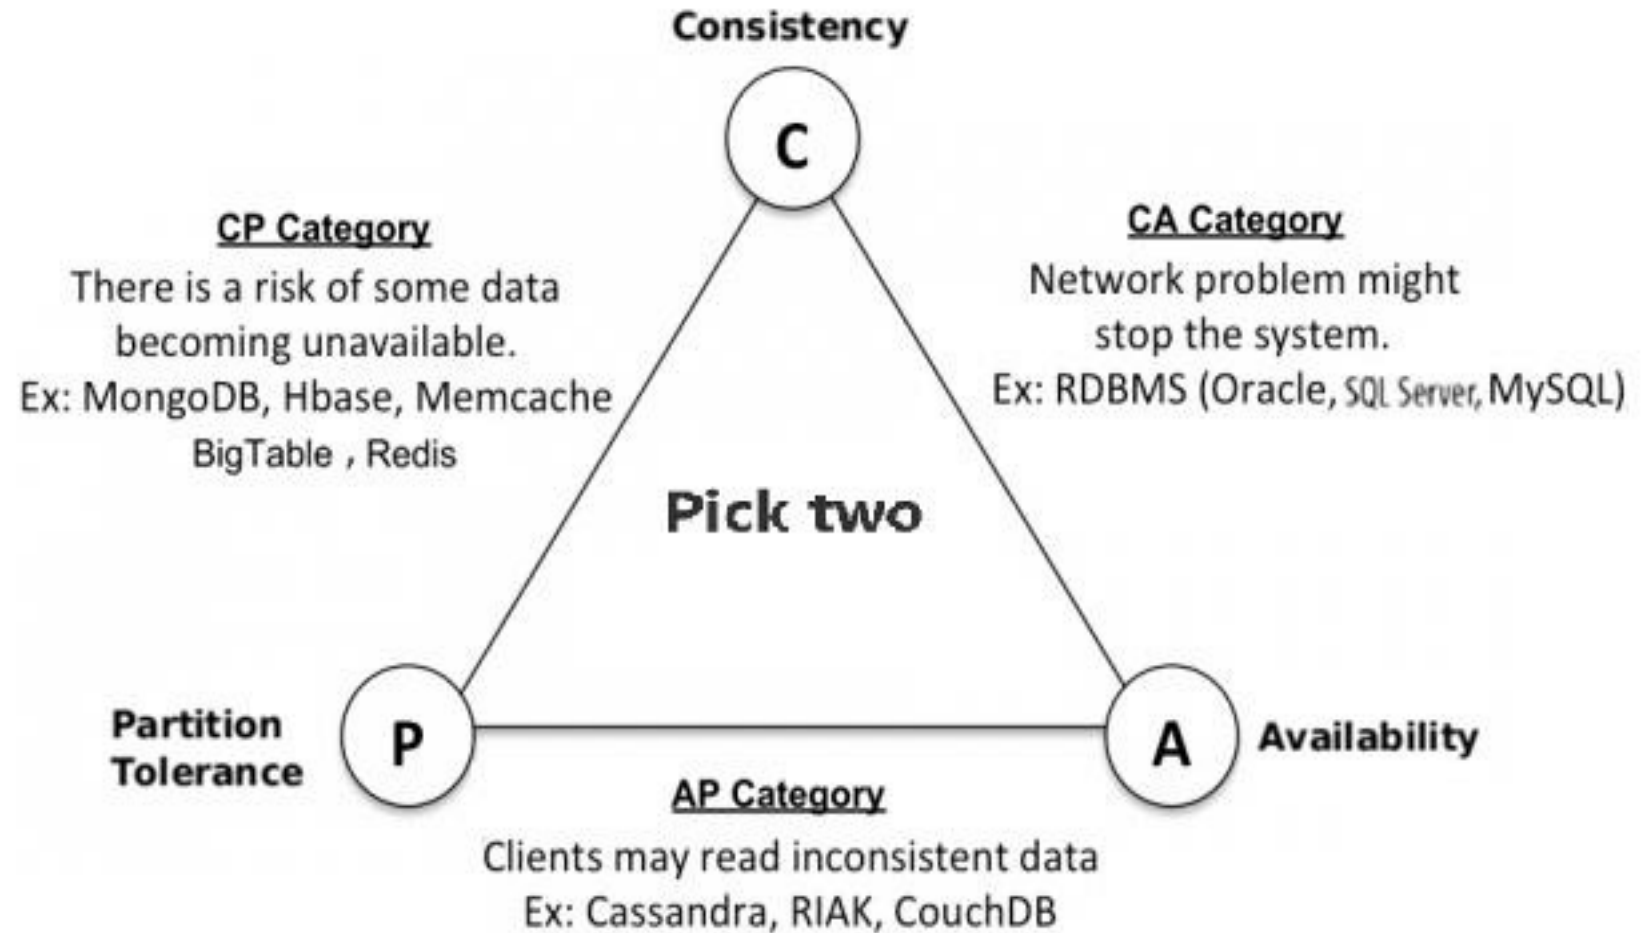 Consistency
C
CP Category
There is a risk of some data
becoming unavailable.
Ex: MongoDB, Hbase, Memcache
BigTable , Redis
CA Category
Network problem might
stop the system.
Ex: RDBMS (Oracle, SQL Server, MySQL)
Pick two
Partition
Tolerance
P
A
Availability
AP Category
Clients may read inconsistent data
Ex: Cassandra, RIAK, CouchDB